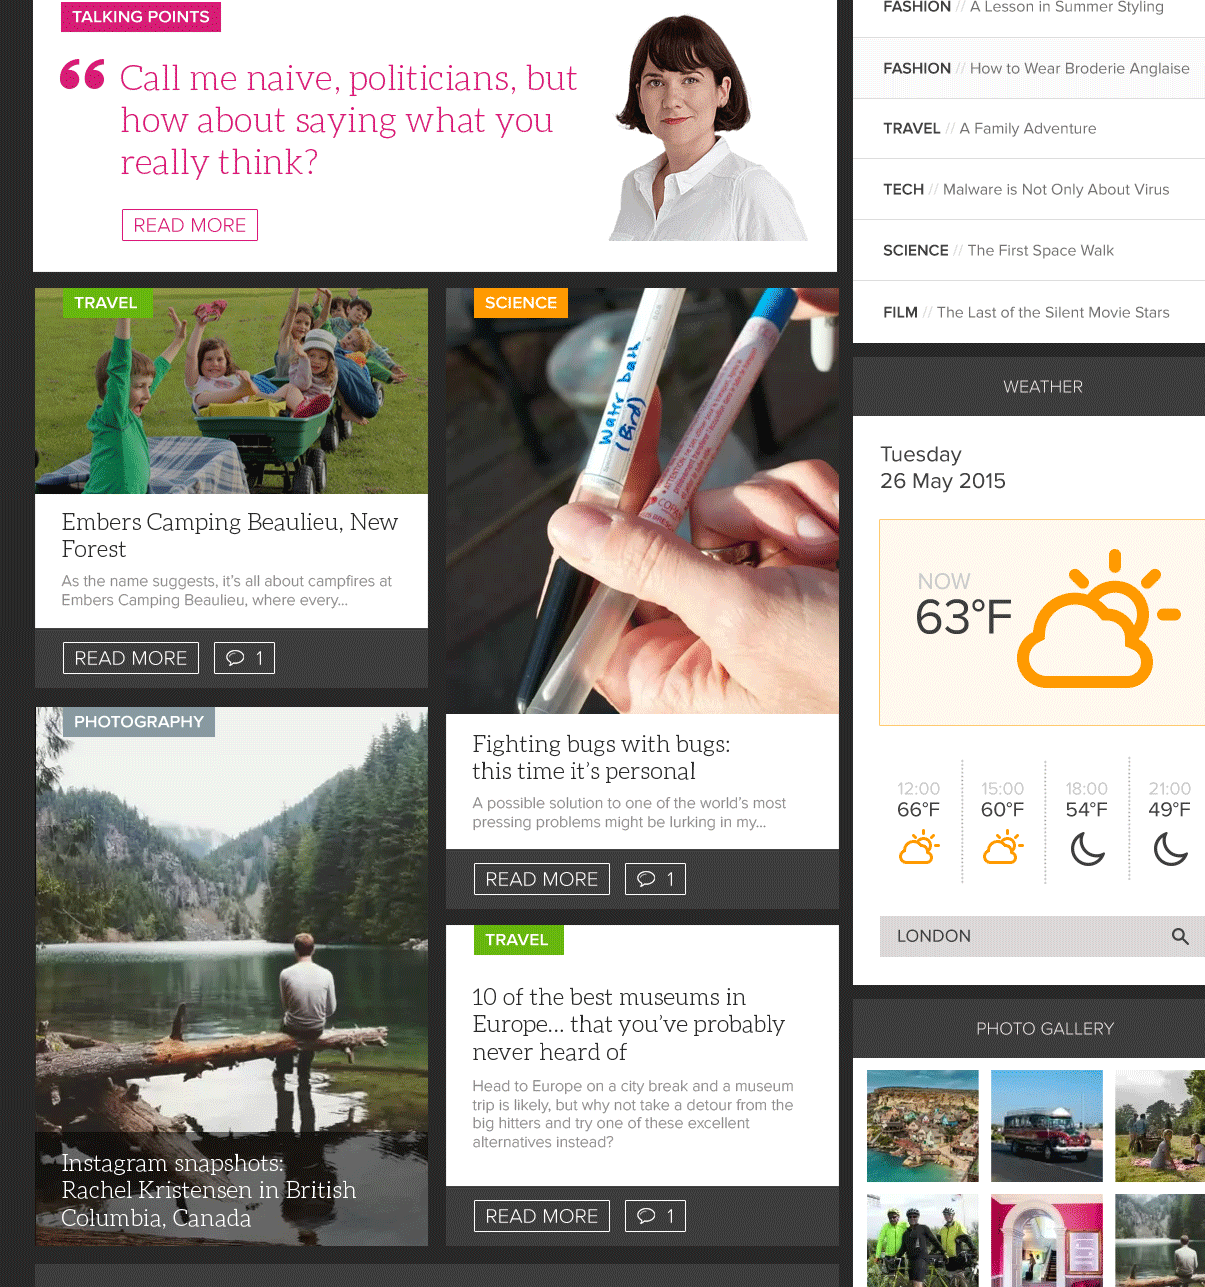 TALKING POINTS
“ Call me naive, politicians, but
how about saying what you
really think?
READ MORE
TRAVEL
Embers Camping Beaulieu, New
Forest
As the name suggests, it’s all about campfires at
Embers Camping Beaulieu, where every...
READ MORE
1
PHOTOGRAPHY
Instagram snapshots:
Rachel Kristensen in British
Columbia, Canada
SCIENCE
Water ball
(Big)
Fighting bugs with bugs:
this time it’s personal
A possible solution to one of the world’s most
pressing problems might be lurking in my...
READ MORE
1
TRAVEL
10 of the best museums in
Europe... that you’ve probably
never heard of
Head to Europe on a city break and a museum
trip is likely, but why not take a detour from the
big hitters and try one of these excellent
alternatives instead?
READ MORE
1
FASHION // A Lesson in Summer Styling
FASHION // How to Wear Broderie Anglaise
TRAVEL // A Family Adventure
TECH // Malware is Not Only About Virus
SCIENCE // The First Space Walk
FILM // The Last of the Silent Movie Stars
WEATHER
Tuesday
26 May 2015
NOW
63°F
12:00 15:00 18:00 21:00
66°F 60°F 54°F 49°F
LONDON
PHOTO GALLERY